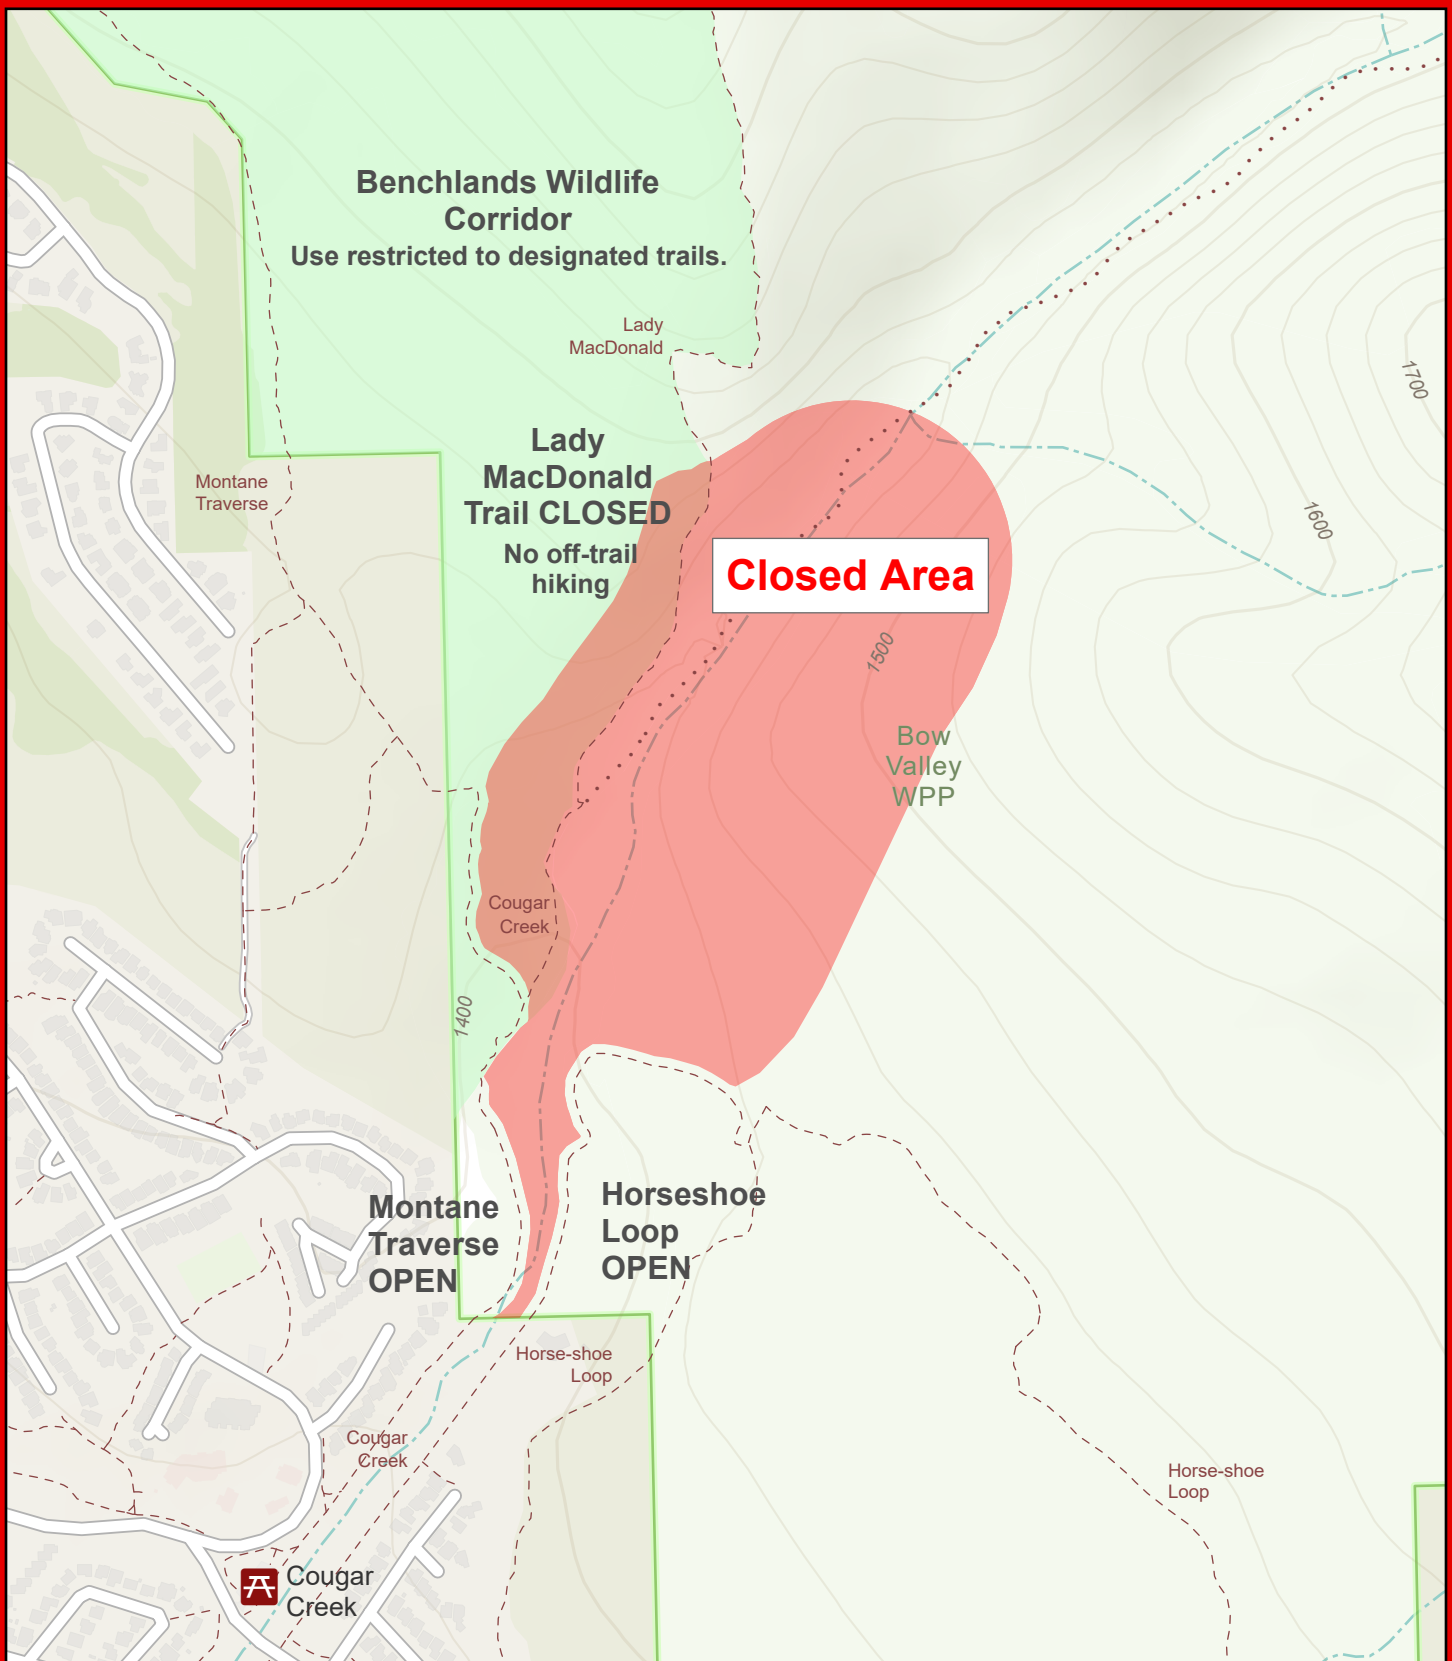 Benchlands Wildlife
Corridor
Use restricted to designated trails.
Lady
MacDonald
1700
Lady
MacDonald
Trail CLOSED
No off-trail
hiking
Montane
Traverse
1600
Closed Area
1500
Bow
Valley
WPP
Cougar
Creek
1400
Montane
Traverse
OPEN
Horseshoe
Loop
OPEN
Horse-shoe
Loop
Cougar
Creek
Horse-shoe
Loop
Cougar
Creek